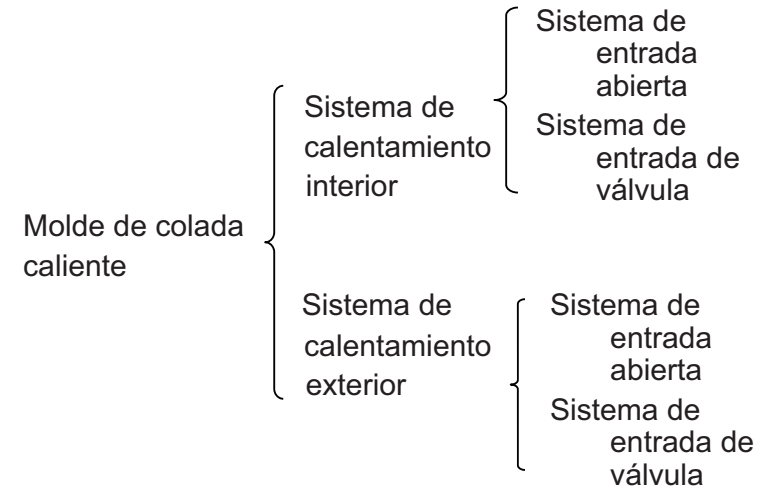 Molde de colada
caliente
Sistema de
calentamiento
interior
Sistema de
entrada
abierta
Sistema de
entrada de
válvula
Sistema de
calentamiento
exterior
Sistema de
entrada
abierta
Sistema de
entrada de
válvula